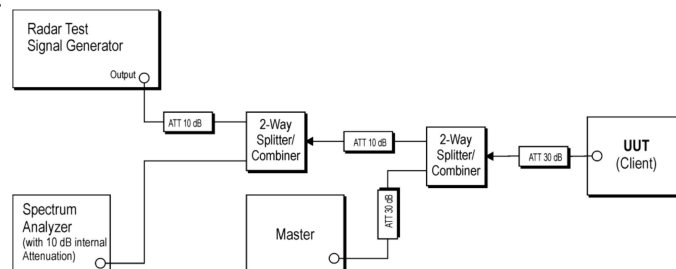 Radar Test
Signal Generator
Output
ATT 10 dB
2-Way
Splitter/
Combiner
ATT 10 dB
2-Way
Splitter/
Combiner
ATT 30 dB
UUT
(Client)
ATT 30 dB
Spectrum
Analyzer
(with 10 dB internal
Attenuation)
Master